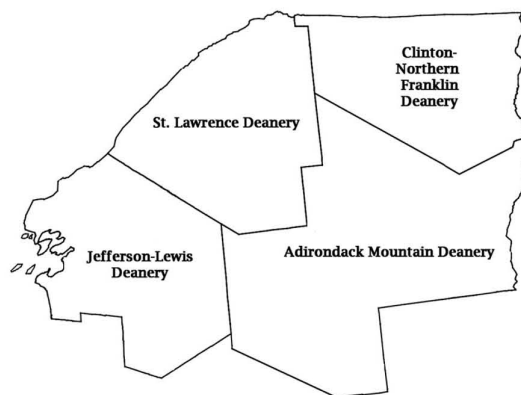 Clinton-
Northern
Franklin
Deanery
St. Lawrence Deanery
Jefferson-Lewis
Deanery
Adirondack Mountain Deanery